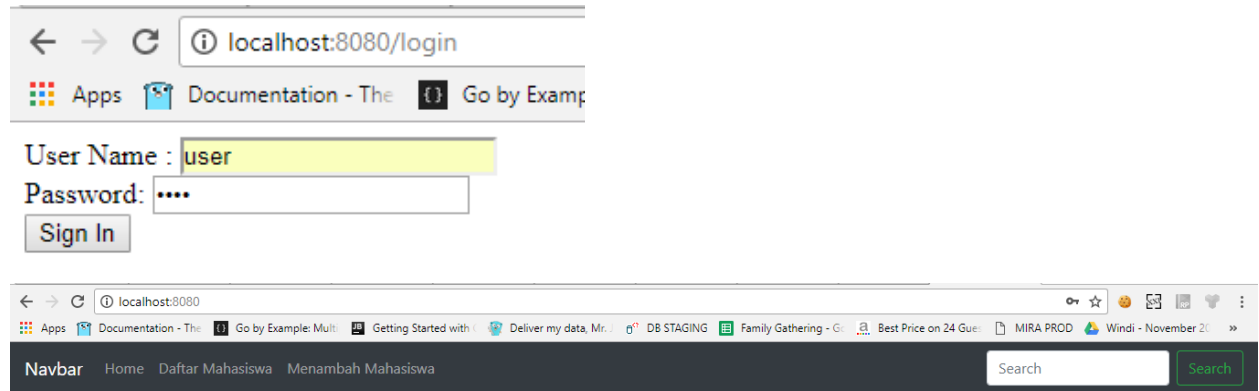 localhost:8080/login
Apps Documentation - The {} Go by Examp
User Name : user
Password: ••••
Sign In
localhost:8080
Apps Documentation - The Go by Example: Multi Getting Started with Deliver my data, Mr. DB STAGING Family Gathering - G Best Price on 24 Gues MIRA PROD Windi - November 20 »
Navbar Home Daftar Mahasiswa Menambah Mahasiswa Search Search